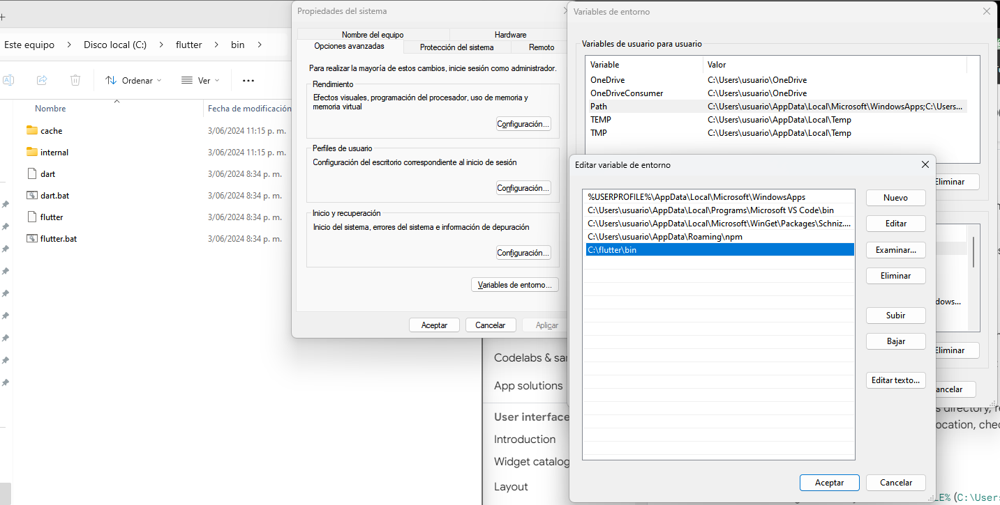 Este equipo > Disco local (C:) > flutter > bin >
Ordenar
Ver
...
Nombre
Fecha de modificación
cache 3/06/2024 11:15 p. m.
internal 3/06/2024 11:15 p. m.
dart 3/06/2024 8:34 p. m.
dart.bat 3/06/2024 8:34 p. m.
flutter 3/06/2024 8:34 p. m.
flutter.bat 3/06/2024 8:34 p. m.
Propiedades del sistema
Nombre del equipo
Hardware
Opciones avanzadas
Protección del sistema
Remoto
Para realizar la mayoría de estos cambios, inicie sesión como administrador.
Rendimiento
Efectos visuales, programación del procesador, uso de memoria y
memoria virtual
Configuración...
Perfiles de usuario
Configuración del escritorio correspondiente al inicio de sesión
Configuración...
Inicio y recuperación
Inicio del sistema, errores del sistema e información de depuración
Configuración...
Variables de entorno...
Aceptar
Cancelar
Aplicar
Codelabs & sa
App solutions
User interface
Introduction
Widget catalog
Layout
Variables de entorno
Variables de usuario para usuario
Variable Valor
OneDrive C:\Users\usuario\OneDrive
OneDriveConsumer C:\Users\usuario\OneDrive
Path C:\Users\usuario\AppData\Local\Microsoft\WindowsApps;C:\Users...
TEMP C:\Users\usuario\AppData\Local\Temp
TMP C:\Users\usuario\AppData\Local\Temp
Eliminar
dows...
Eliminar
ancelar
Editar variable de entorno
%USERPROFILE%\AppData\Local\Microsoft\WindowsApps
C:\Users\usuario\AppData\Local\Programs\Microsoft VS Code\bin
C:\Users\usuario\AppData\Local\Microsoft\WinGet\Packages\Schniz....
C:\Users\usuario\AppData\Roaming\npm
C:\flutter\bin
Nuevo
Editar
Examinar...
Eliminar
Subir
Bajar
Editar texto...
Aceptar
Cancelar
s directory, r
ocation, che
LE% (C:\Users